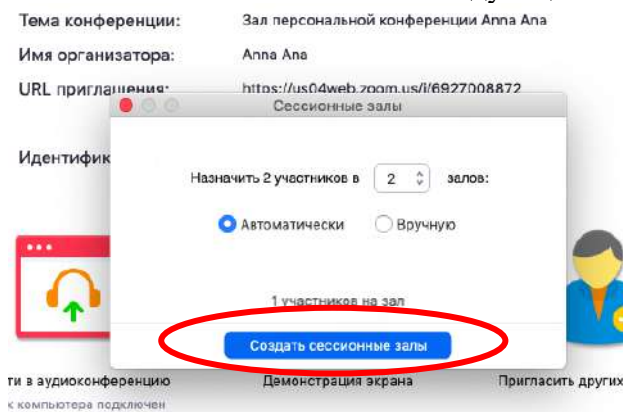 Тема конференции: Зал персональной конференции Anna Ana
Имя организатора: Anna Ana
URL приглашения: https://us04web.zoom.us/j/6927008872
Сессионные залы
Идентифик
Назначить 2 участников в 2 залов:
Автоматически Вручную
1 участников на зал
Создать сессионные залы
ти в аудиоконференцию Демонстрация экрана Пригласить других
к компьютера подключен